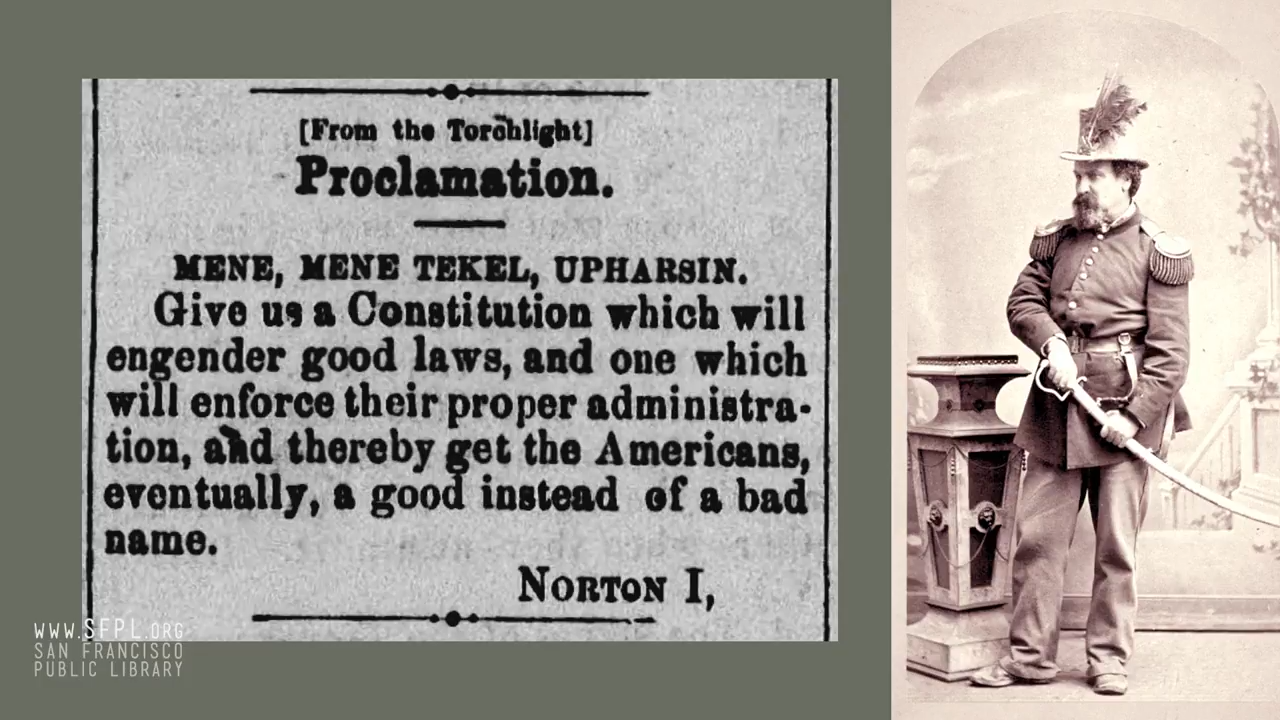 [From the Torchlight]
Proclamation.
MENE, MENE TEKEL, UPHARSIN.
Give us a Constitution which will
engender good laws, and one which
will enforce their proper administra-
tion, and thereby get the Americans,
eventually, a good instead of a bad
name.
NORTON I,
WWW.SFPL.ORG
SAN FRANCISCO
PUBLIC LIBRARY